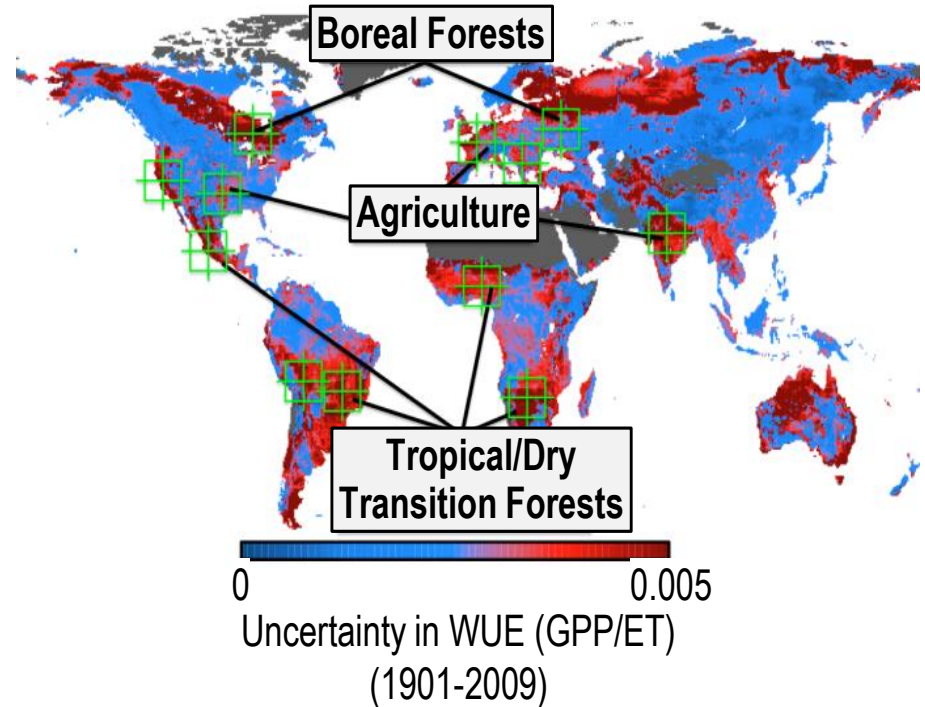 Boreal Forests
Agriculture
Tropical/Dry
Transition Forests
0
0.005
Uncertainty in WUE (GPP/ET)
(1901-2009)